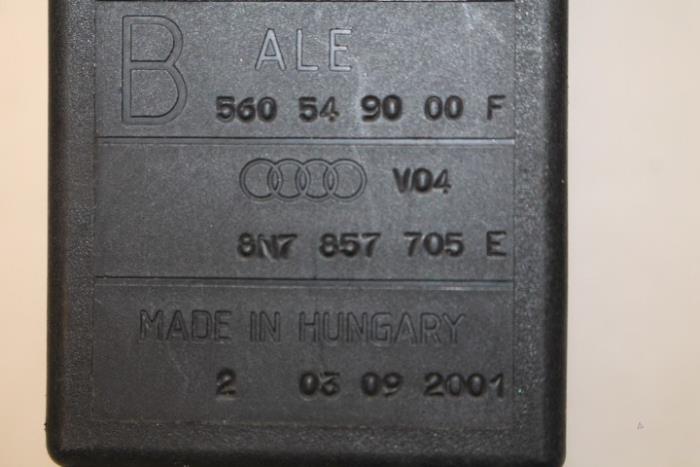 B ALE
560 54 90 00 F
V04
8N7 857 705 E
MADE IN HUNGARY
2 03 09 2001